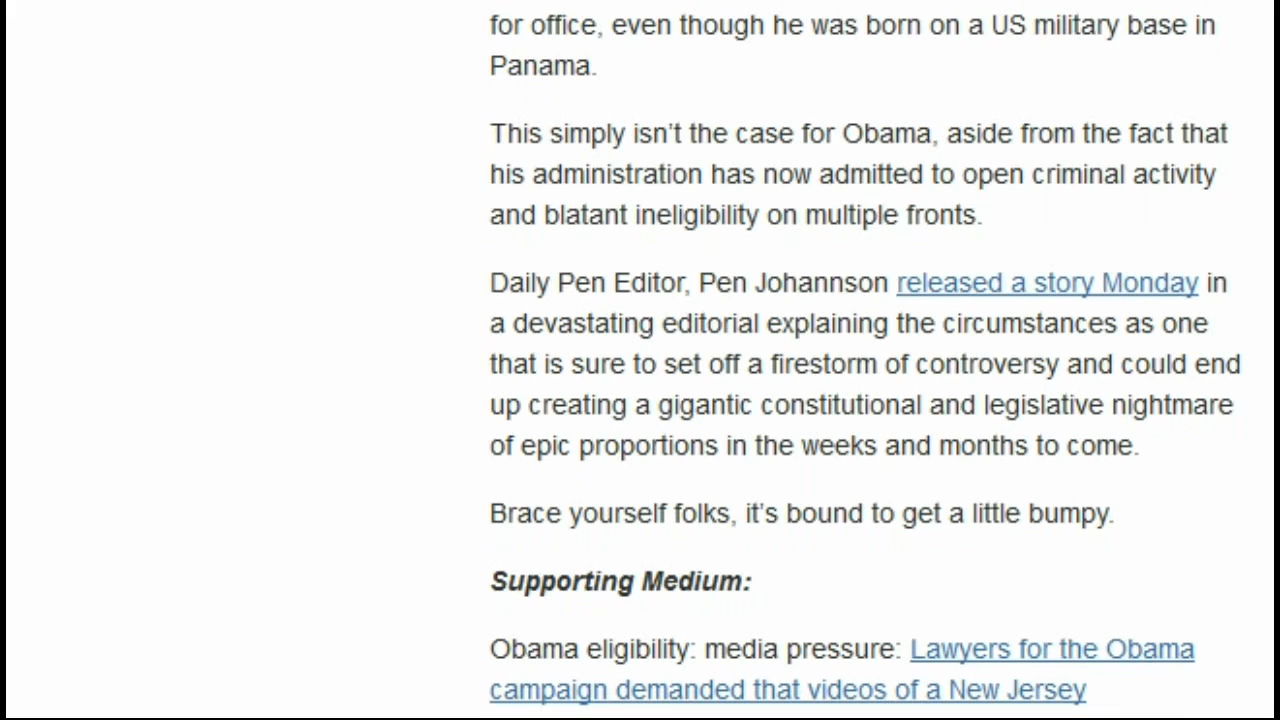 for office, even though he was born on a US military base in
Panama.
This simply isn’t the case for Obama, aside from the fact that
his administration has now admitted to open criminal activity
and blatant ineligibility on multiple fronts.
Daily Pen Editor, Pen Johannson released a story Monday in
a devastating editorial explaining the circumstances as one
that is sure to set off a firestorm of controversy and could end
up creating a gigantic constitutional and legislative nightmare
of epic proportions in the weeks and months to come.
Brace yourself folks, it’s bound to get a little bumpy.
Supporting Medium:
Obama eligibility: media pressure: Lawyers for the Obama
campaign demanded that videos of a New Jersey